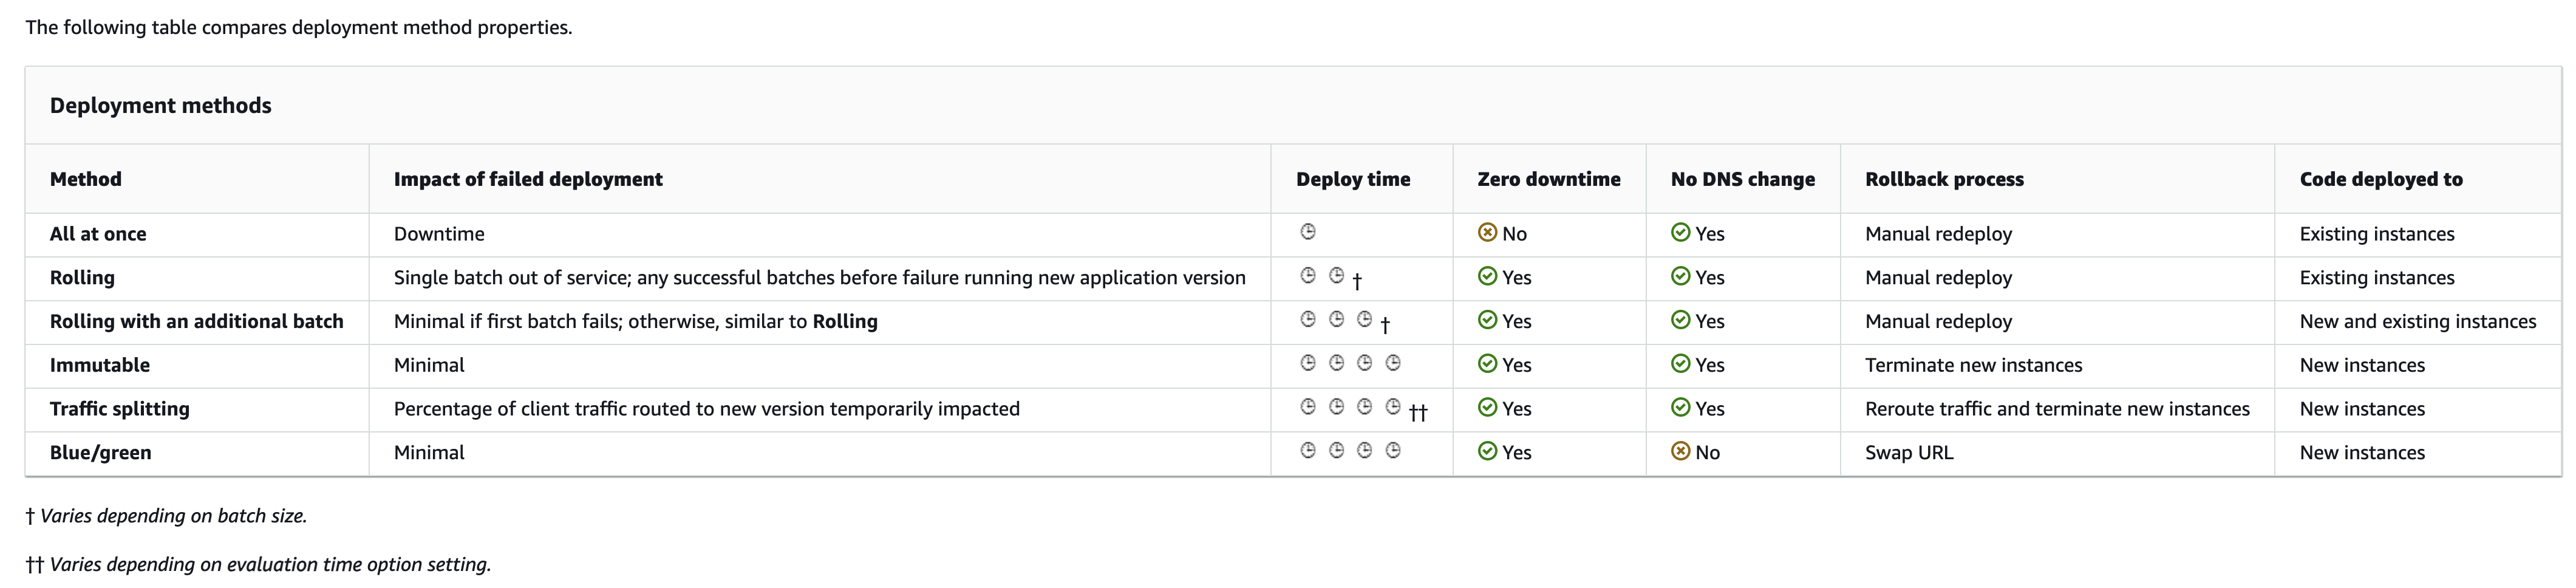 The following table compares deployment method properties.
Deployment methods
Method Impact of failed deployment Deploy time Zero downtime No DNS change Rollback process Code deployed to
All at once Downtime No Yes Manual redeploy Existing instances
Rolling Single batch out of service; any successful batches before failure running new application version † Yes Yes Manual redeploy Existing instances
Rolling with an additional batch Minimal if first batch fails; otherwise, similar to Rolling † Yes Yes Manual redeploy New and existing instances
Immutable Minimal Yes Yes Terminate new instances New instances
Traffic splitting Percentage of client traffic routed to new version temporarily impacted †† Yes Yes Reroute traffic and terminate new instances New instances
Blue/green Minimal Yes No Swap URL New instances
† Varies depending on batch size.
†† Varies depending on evaluation time option setting.